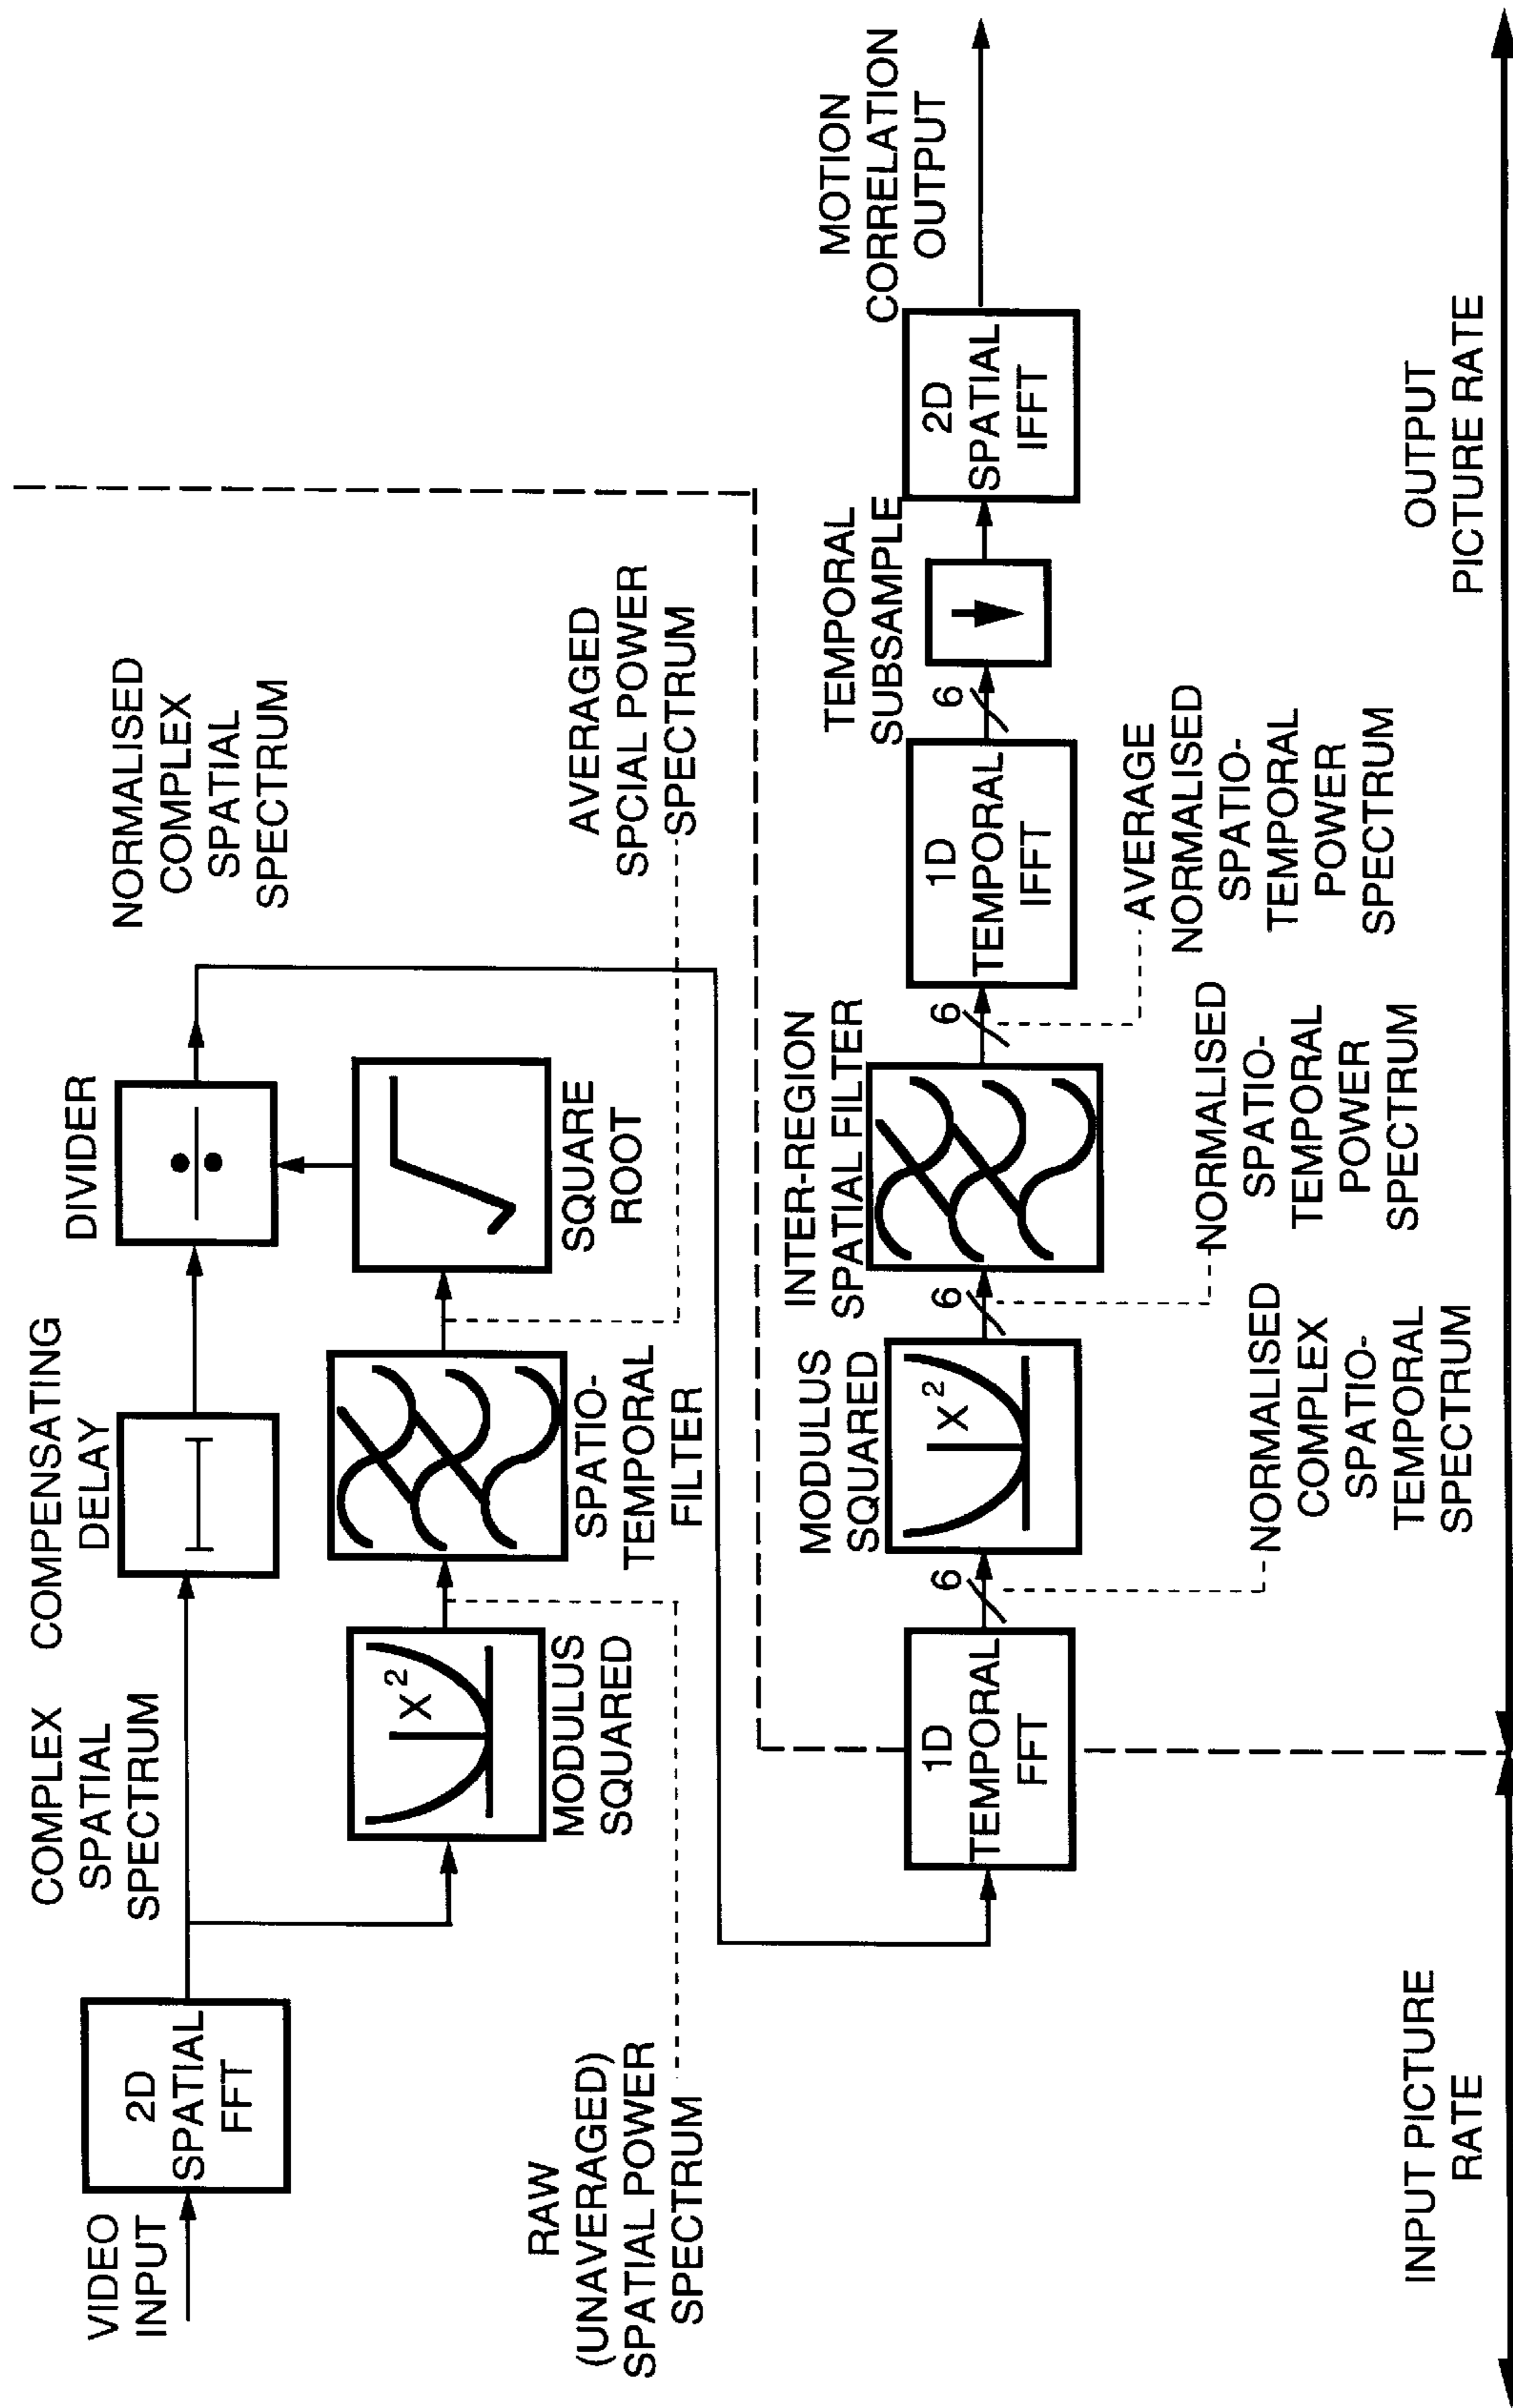 VIDEO
INPUT
2D
SPATIAL
FFT
COMPLEX
SPATIAL
SPECTRUM
COMPENSATING
DELAY
DIVIDER
NORMALISED
COMPLEX
SPATIAL
SPECTRUM
X²
MODULUS
SQUARED
SPATIO-
TEMPORAL
FILTER
SQUARE
ROOT
AVERAGED
SPCIAL POWER
SPECTRUM
RAW
(UNAVERAGED)
SPATIAL POWER
SPECTRUM
1D
TEMPORAL
FFT
6
MODULUS
SQUARED
X²
6
INTER-REGION
SPATIAL FILTER
6
1D
TEMPORAL
IFFT
6
TEMPORAL
SUBSAMPLE
2D
SPATIAL
IFFT
MOTION
CORRELATION
OUTPUT
NORMALISED
COMPLEX
SPATIO-
TEMPORAL
SPECTRUM
NORMALISED
SPATIO-
TEMPORAL
POWER
SPECTRUM
AVERAGE
NORMALISED
SPATIO-
TEMPORAL
POWER
SPECTRUM
INPUT PICTURE
RATE
OUTPUT
PICTURE RATE